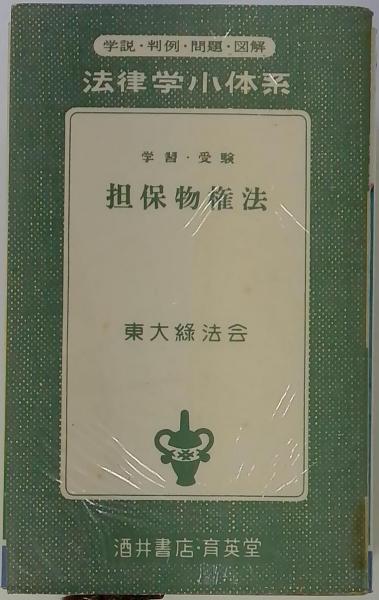 学説・判例・問題・図解
法律学小体系
学習・受験
担保物権法
東大緑法会
酒井書店・育英堂